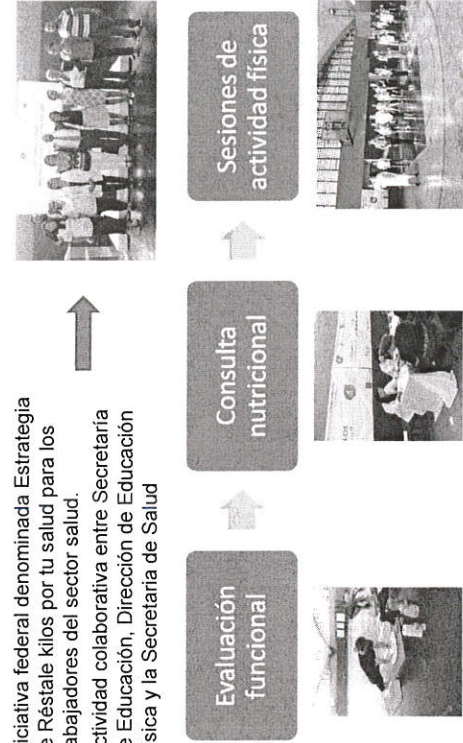 iciativa federal denominada Estrategia
e Réstale kilos por tu salud para los
abajadores del sector salud.
ctividad colaborativa entre Secretaría
e Educación, Dirección de Educación
sica y la Secretaria de Salud
Evaluación
funcional
Consulta
nutricional
Sesiones de
actividad física